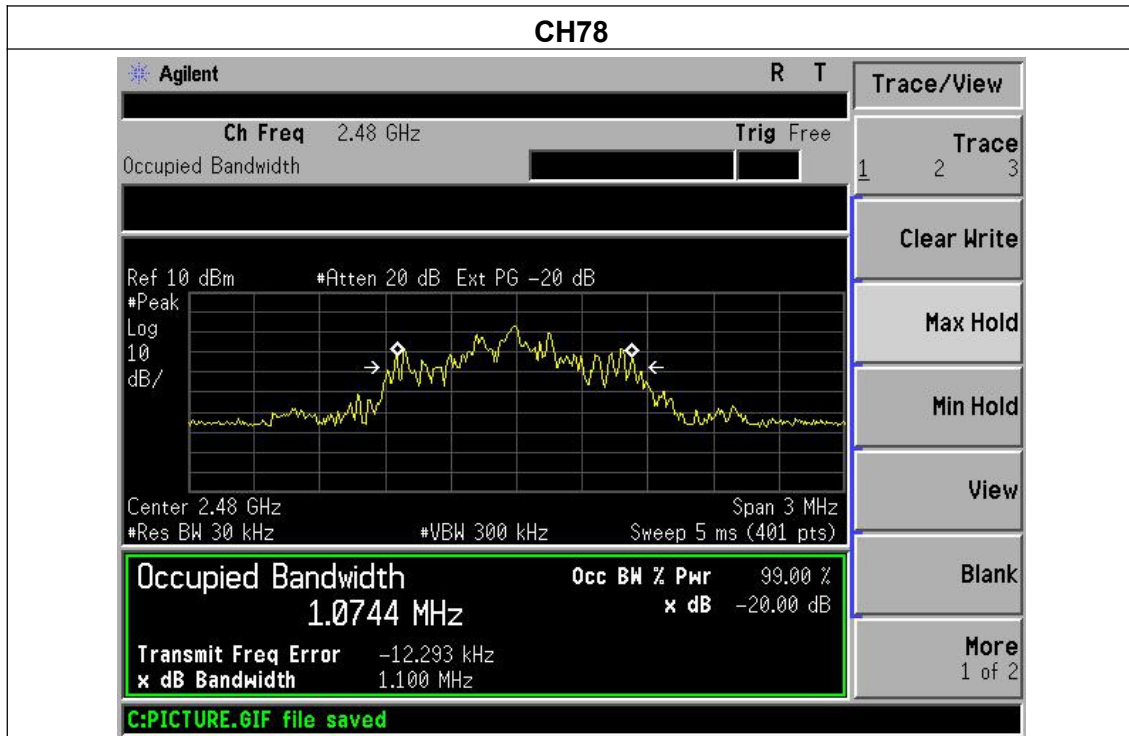 CH78
Agilent R T
Trace/View
Ch Freq 2.48 GHz Trig Free
Occupied Bandwidth
Trace
1 2 3
Clear Write
Ref 10 dBm #Atten 20 dB Ext PG -20 dB
#Peak
Log
10
dB/
Max Hold
Min Hold
View
Center 2.48 GHz Span 3 MHz
#Res BW 30 kHz #VBW 300 kHz Sweep 5 ms (401 pts)
Occupied Bandwidth Occ BW % Pwr 99.00 %
1.0744 MHz x dB -20.00 dB
Blank
Transmit Freq Error -12.293 kHz
x dB Bandwidth 1.100 MHz
More
1 of 2
C:PICTURE.GIF file saved